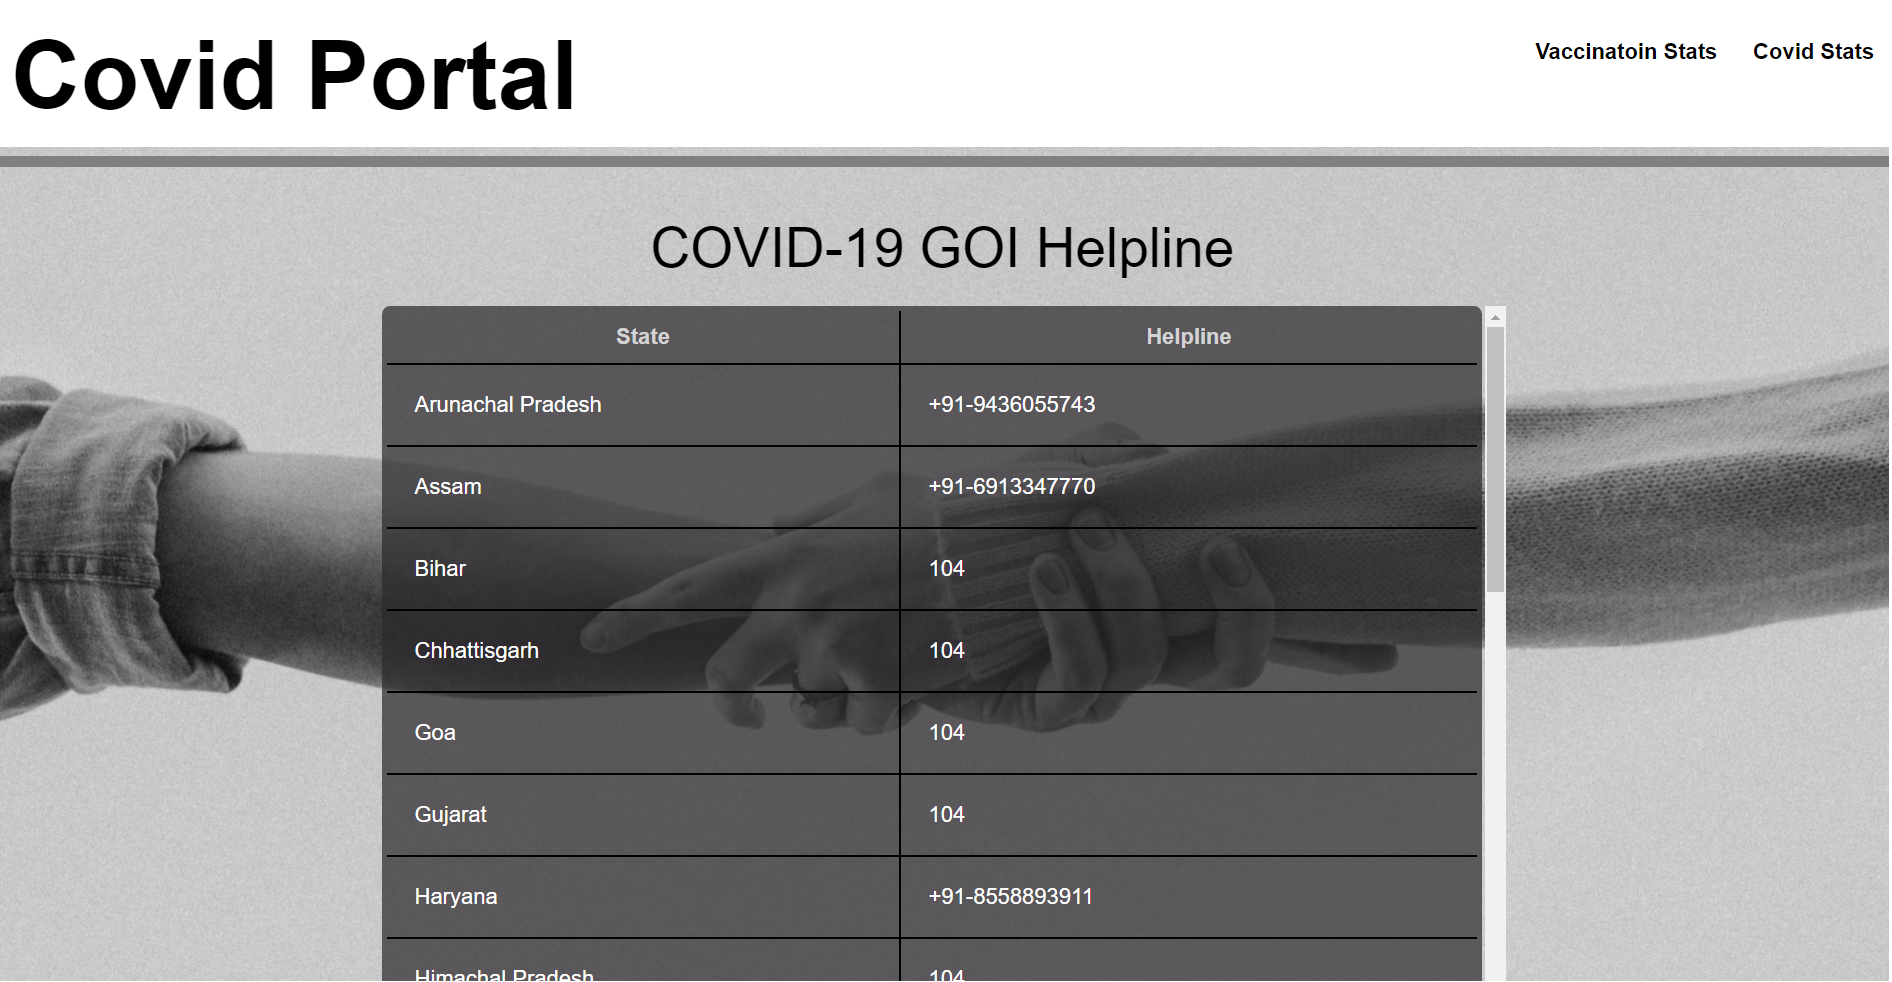 Covid Portal
Vaccinatoin Stats Covid Stats
COVID-19 GOI Helpline
State Helpline
Arunachal Pradesh +91-9436055743
Assam +91-6913347770
Bihar 104
Chhattisgarh 104
Goa 104
Gujarat 104
Haryana +91-8558893911
Himachal Pradesh 104